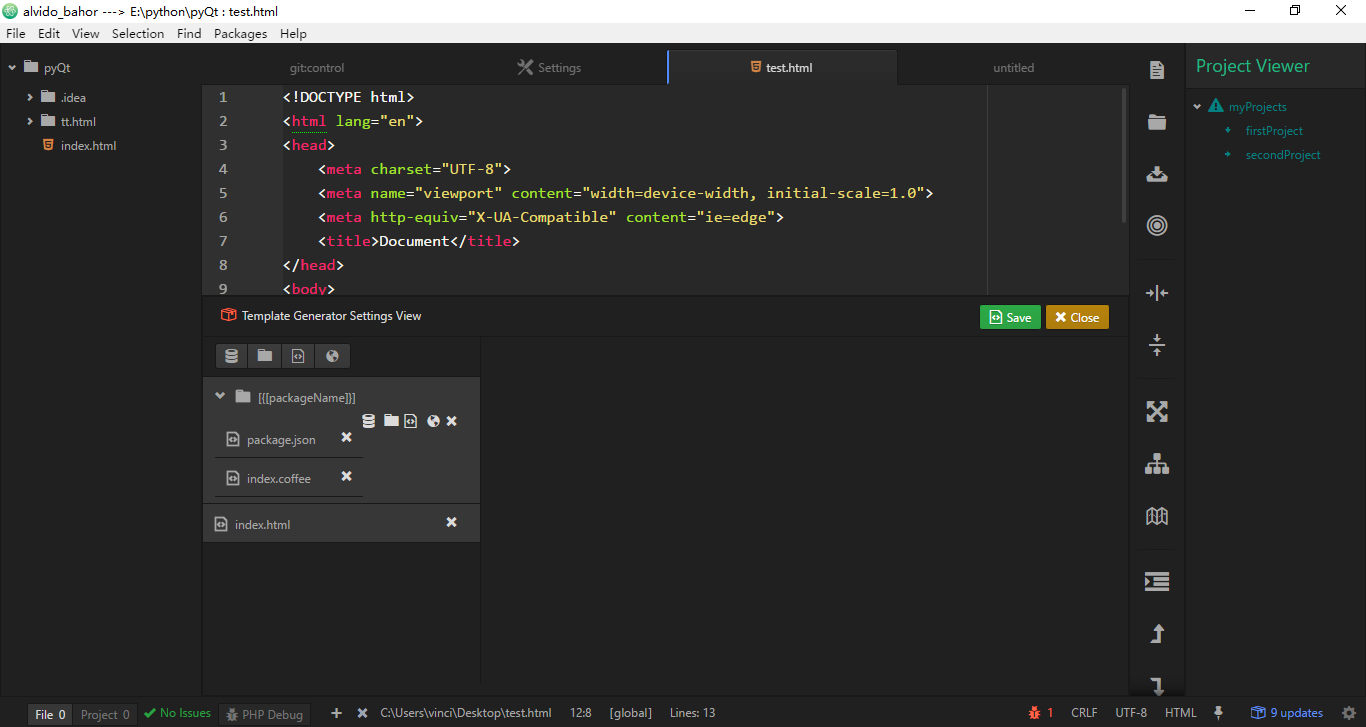 alvido_bahor ---> E:\python\pyQt : test.html
File Edit View Selection Find Packages Help
pyQt
.idea
tt.html
index.html
git:control
Settings
test.html
untitled
1 <!DOCTYPE html>
2 <html lang="en">
3 <head>
4 <meta charset="UTF-8">
5 <meta name="viewport" content="width=device-width, initial-scale=1.0">
6 <meta http-equiv="X-UA-Compatible" content="ie=edge">
7 <title>Document</title>
8 </head>
9 <body>
Template Generator Settings View
Save
Close
[{[packageName]}]
package.json
index.coffee
index.html
Project Viewer
myProjects
firstProject
secondProject
File 0 Project 0 No Issues PHP Debug C:\Users\vinci\Desktop\test.html 12:8 [global] Lines: 13 1 CRLF UTF-8 HTML 9 updates